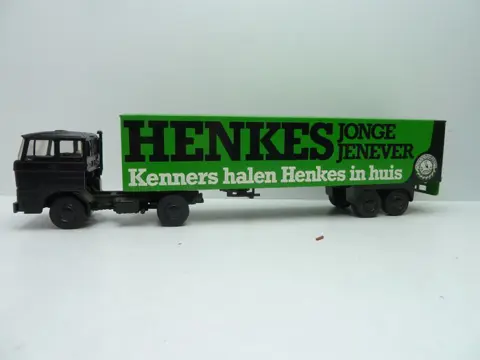 HENKES JONGE
JENEVER
Kenners halen Henkes in huis